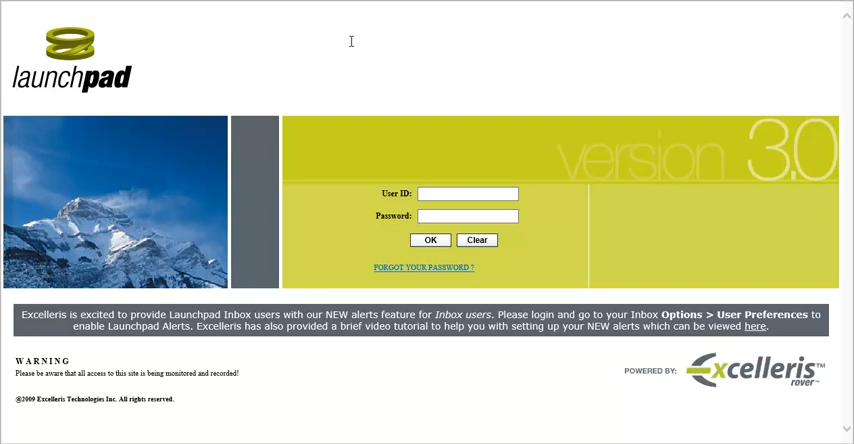 launchpad
version 3.0
User ID:
Password:
OK Clear
FORGOT YOUR PASSWORD ?
Excelleris is excited to provide Launchpad Inbox users with our NEW alerts feature for Inbox users. Please login and go to your Inbox Options > User Preferences to
enable Launchpad Alerts. Excelleris has also provided a brief video tutorial to help you with setting up your NEW alerts which can be viewed here.
WARNING
Please be aware that all access to this site is being monitored and recorded!
POWERED BY: excelleris™
rover™
@2009 Excelleris Technologies Inc. All rights reserved.